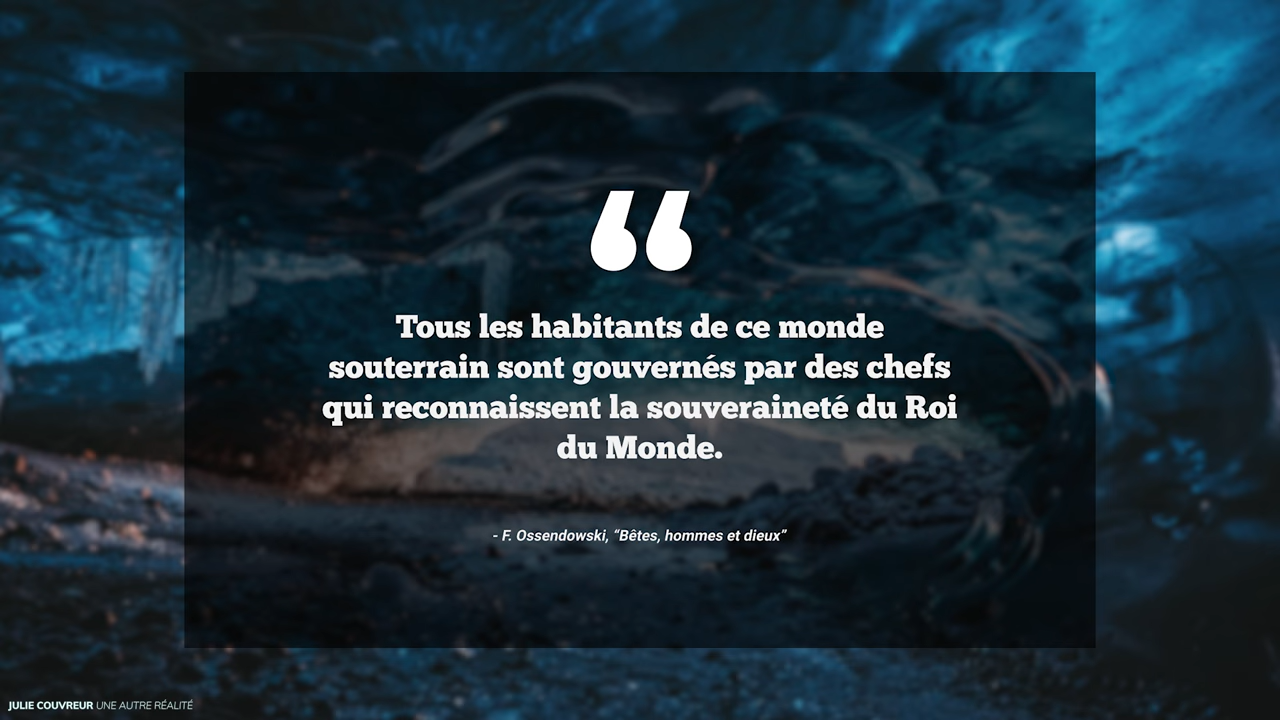 “
Tous les habitants de ce monde
souterrain sont gouvernés par des chefs
qui reconnaissent la souveraineté du Roi
du Monde.
- F. Ossendowski, “Bêtes, hommes et dieux”
JULIE COUVREUR UNE AUTRE RÉALITÉ